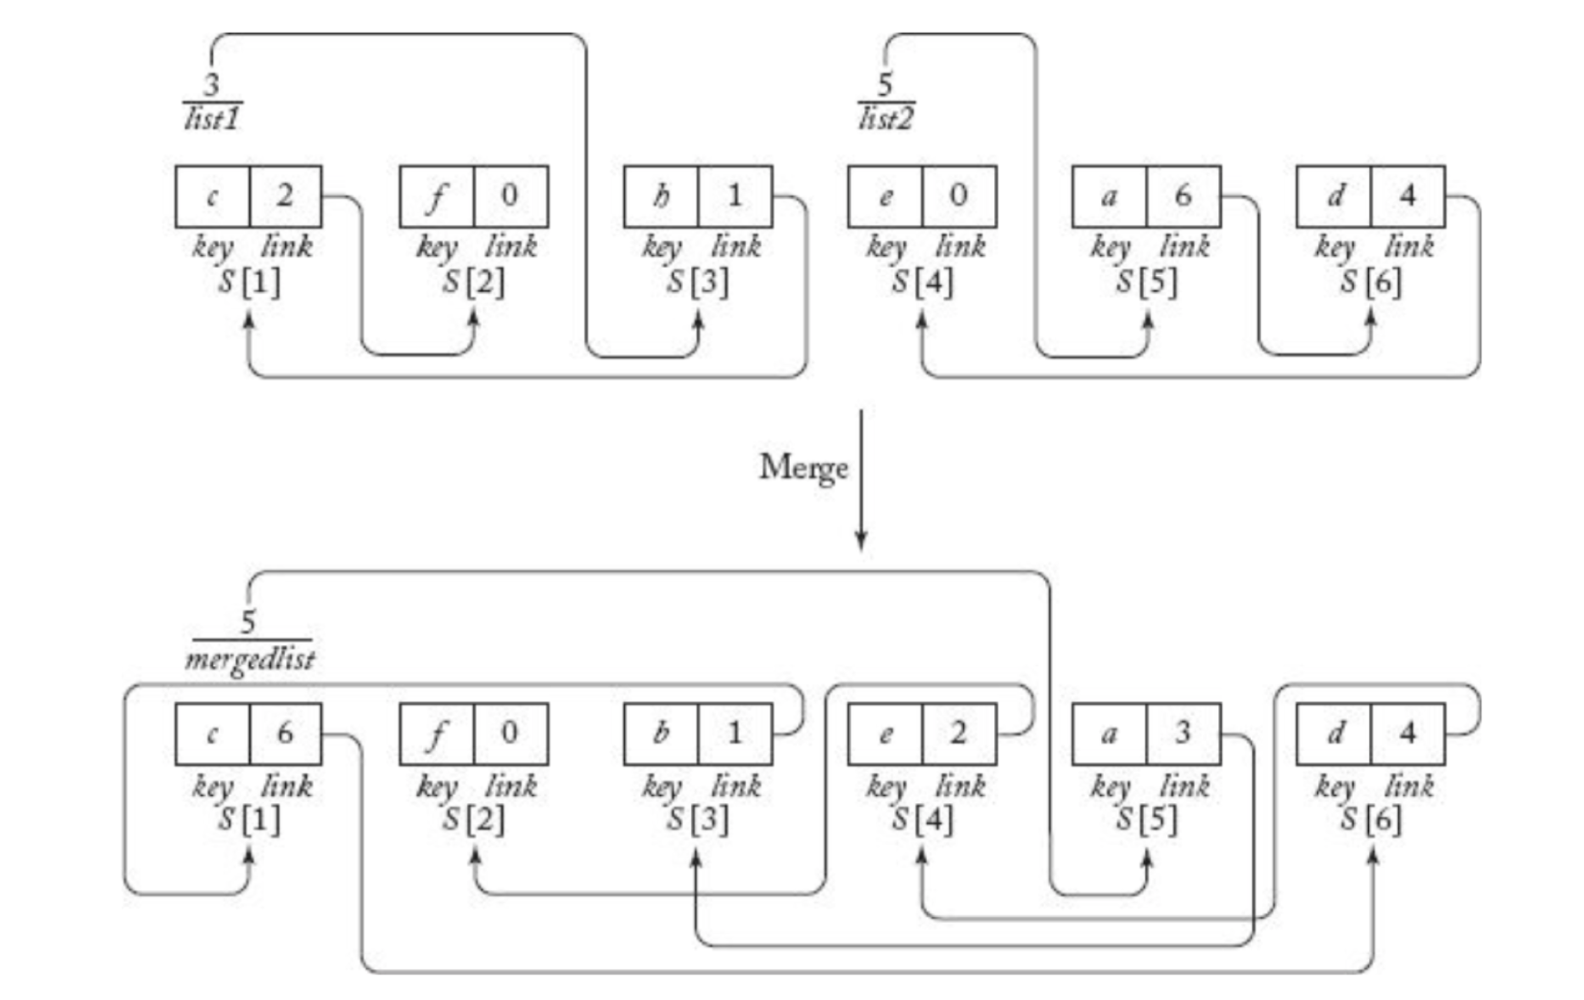 3 5
list1 list2
c 2 f 0 b 1 e 0 a 6 d 4
key link key link key link key link key link key link
S[1] S[2] S[3] S[4] S[5] S[6]
Merge
5
mergedlist
c 6 f 0 b 1 e 2 a 3 d 4
key link key link key link key link key link key link
S[1] S[2] S[3] S[4] S[5] S[6]